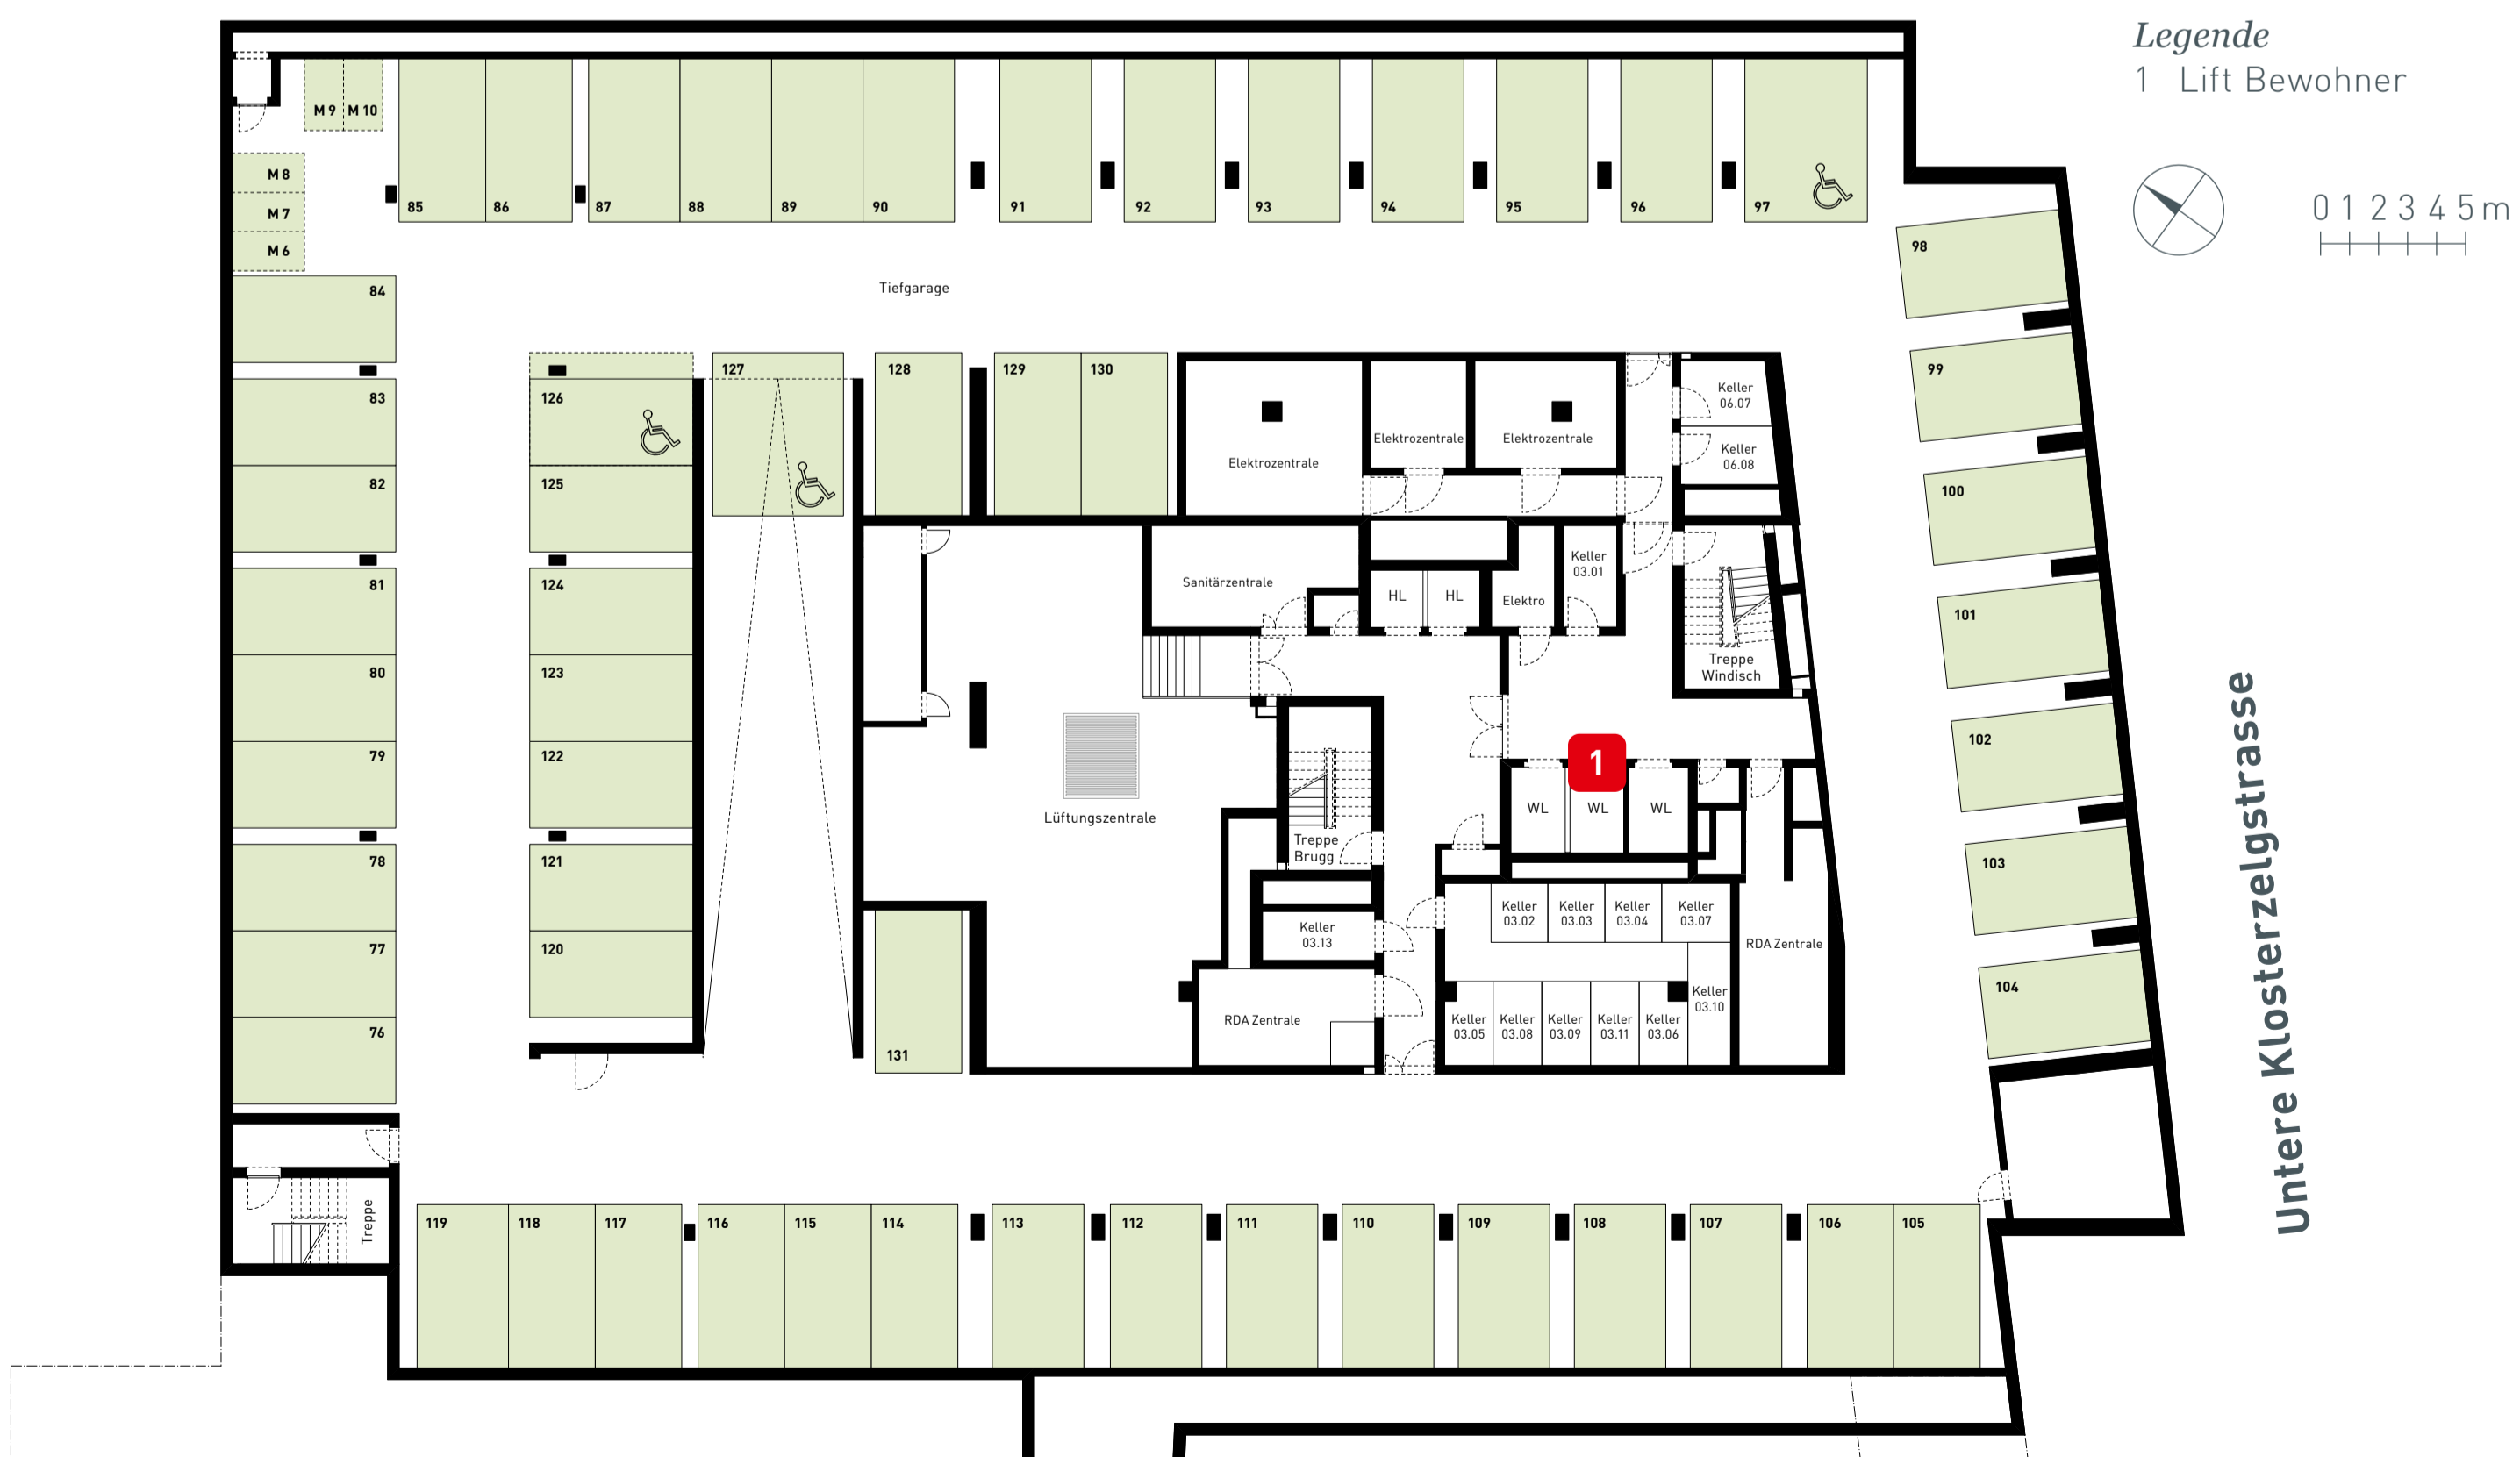 Legende
1 Lift Bewohner
0 1 2 3 4 5 m
M 9
M 10
M 8
M 7
M 6
85
86
87
88
89
90
91
92
93
94
95
96
97
98
99
100
101
102
103
104
Tiefgarage
84
83
82
81
80
79
78
77
76
126
125
124
123
122
121
120
127
128
129
130
131
Elektrozentrale
Elektrozentrale
Elektrozentrale
Keller
06.07
Keller
06.08
Sanitärzentrale
HL
HL
Elektro
Keller
03.01
Treppe
Windisch
Lüftungszentrale
Treppe
Brugg
1
WL
WL
WL
Keller
03.13
RDA Zentrale
Keller
03.02
Keller
03.03
Keller
03.04
Keller
03.07
RDA Zentrale
Keller
03.10
Keller
03.05
Keller
03.08
Keller
03.09
Keller
03.11
Keller
03.06
Untere Klosterzelgstrasse
Treppe
119
118
117
116
115
114
113
112
111
110
109
108
107
106
105